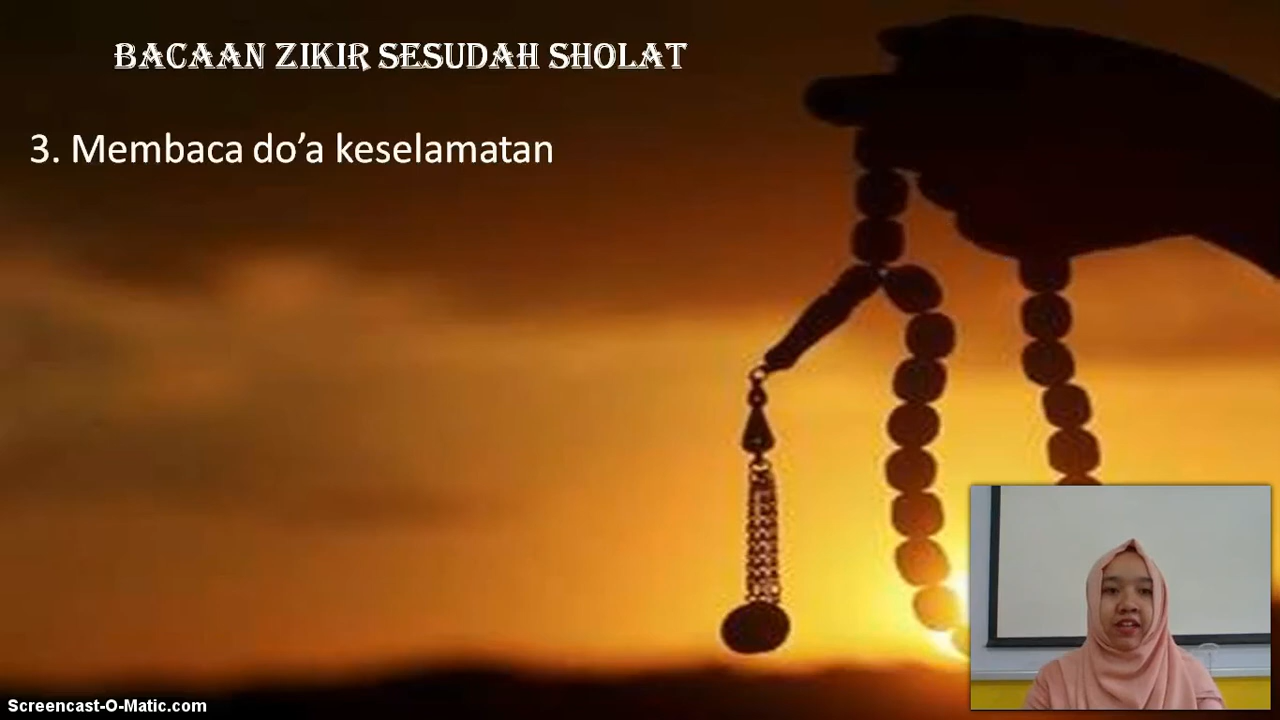 BACAAN ZIKIR SESUDAH SHOLAT
3. Membaca do’a keselamatan
Screencast-O-Matic.com